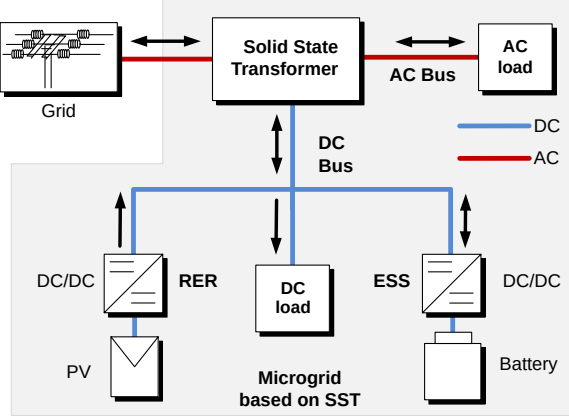 Solid State
Transformer
AC
load
AC Bus
Grid
DC
AC
DC
Bus
DC/DC
RER
DC
load
ESS
DC/DC
PV
Battery
Microgrid
based on SST